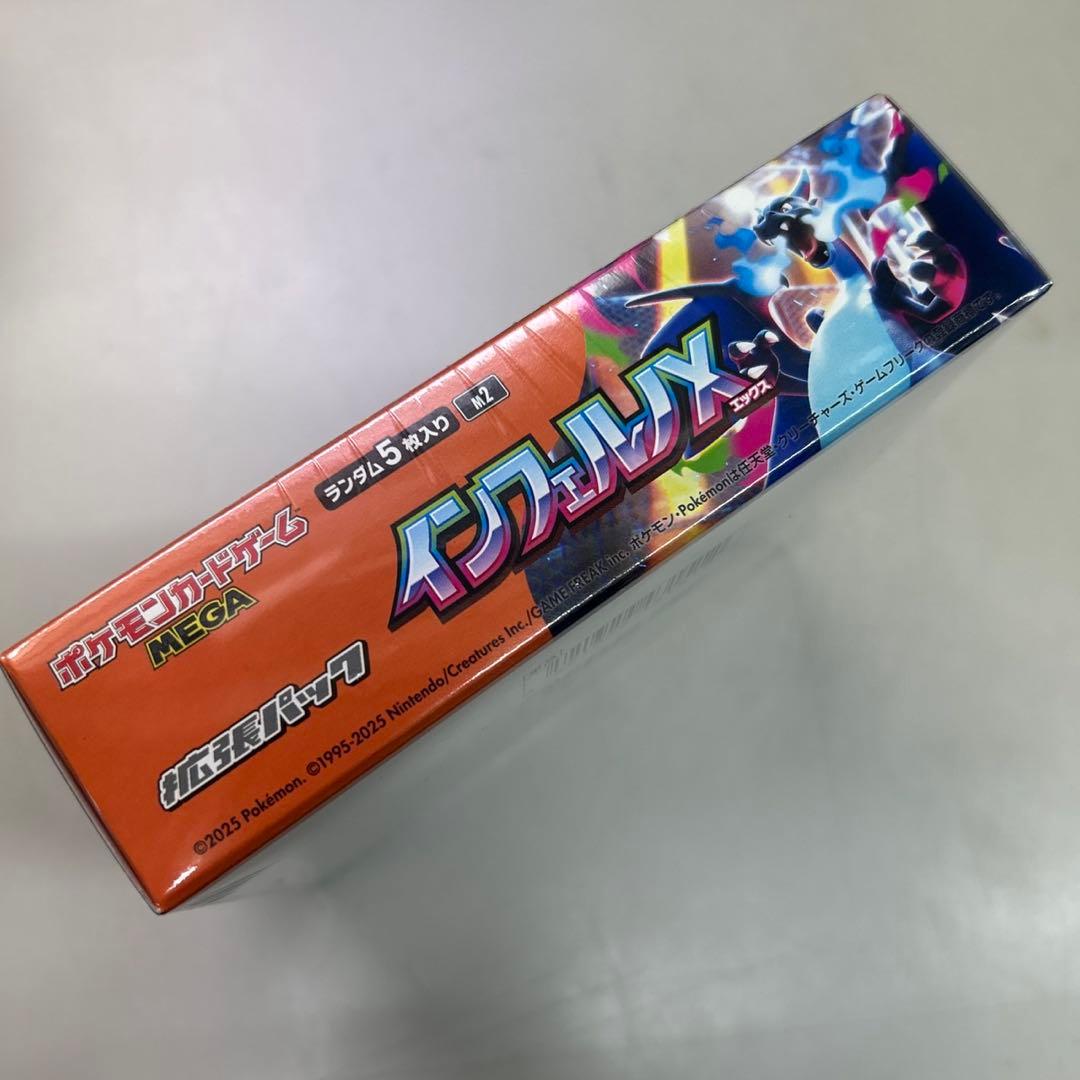 ポケモンカードゲーム™
MEGA
ランダム5枚入り
M2
拡張パック
インフェルノX
エックス
©2025 Pokémon. ©1995-2025 Nintendo/Creatures Inc./GAME FREAK inc. ポケモン・Pokémonは任天堂・クリーチャーズ・ゲームフリークの登録商標です。